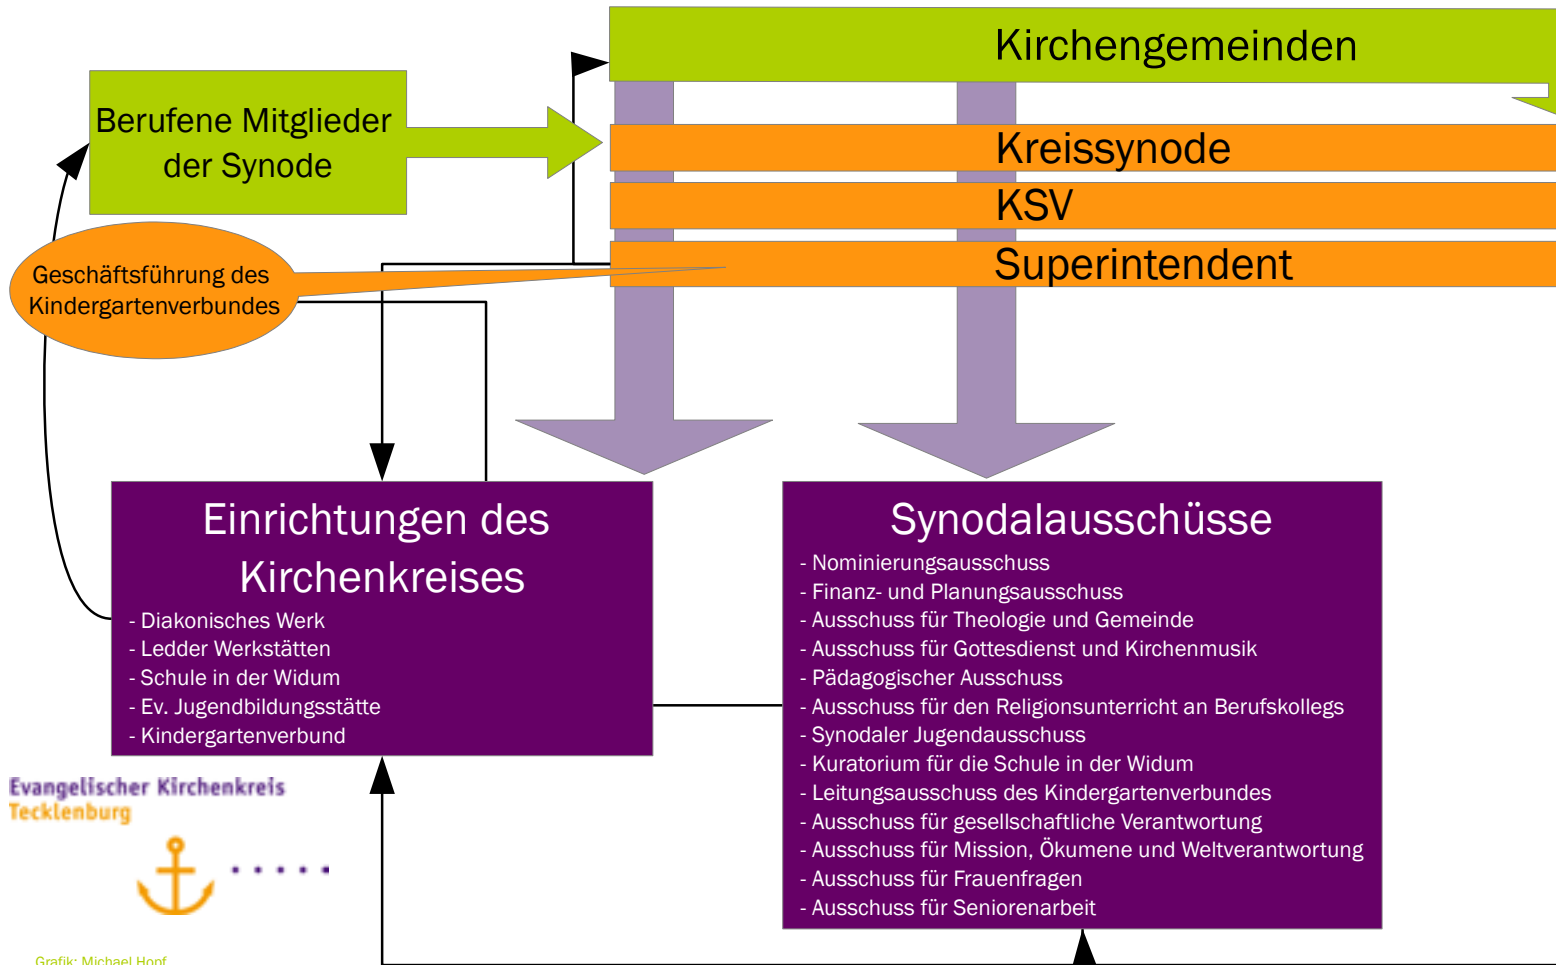 Kirchengemeinden
Berufene Mitglieder
der Synode
Kreissynode
KSV
Superintendent
Geschäftsführung des
Kindergartenverbundes
Einrichtungen des
Kirchenkreises
- Diakonisches Werk
- Ledder Werkstätten
- Schule in der Widum
- Ev. Jugendbildungsstätte
- Kindergartenverbund
Synodalausschüsse
- Nominierungsausschuss
- Finanz- und Planungsausschuss
- Ausschuss für Theologie und Gemeinde
- Ausschuss für Gottesdienst und Kirchenmusik
- Pädagogischer Ausschuss
- Ausschuss für den Religionsunterricht an Berufskollegs
- Synodaler Jugendausschuss
- Kuratorium für die Schule in der Widum
- Leitungsausschuss des Kindergartenverbundes
- Ausschuss für gesellschaftliche Verantwortung
- Ausschuss für Mission, Ökumene und Weltverantwortung
- Ausschuss für Frauenfragen
- Ausschuss für Seniorenarbeit
Evangelischer Kirchenkreis
Tecklenburg
Grafik: Michael